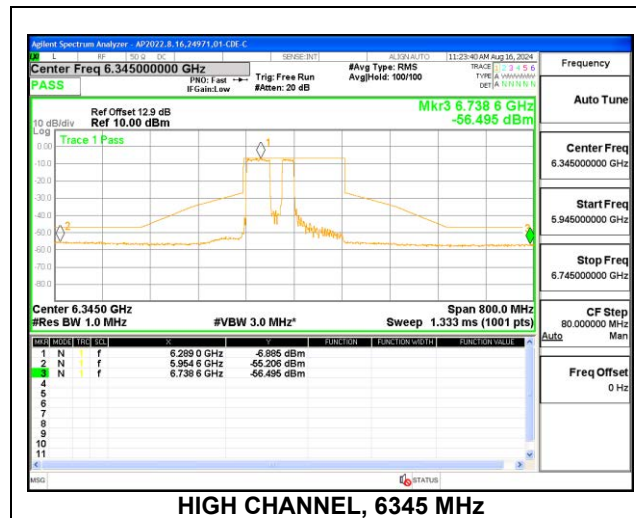 Agilent Spectrum Analyzer - AP2022.8.16,24971,01-CDE-C
L RF 50 Ω DC SENSE:INT ALIGN AUTO 11:23:40 AM Aug 16, 2024
Center Freq 6.345000000 GHz
PASS
PNO: Fast
IFGain:Low
Trig: Free Run
#Atten: 20 dB
#Avg Type: RMS
Avg|Hold: 100/100
TRACE 1 2 3 4 5 6
TYPE A WWWWW
DET A N N N N N
Ref Offset 12.9 dB
Ref 10.00 dBm
10 dB/div
Log
Mkr3 6.738 6 GHz
-56.495 dBm
Trace 1 Pass
0.00
-10.0
-20.0
-30.0
-40.0
-50.0
-60.0
-70.0
-80.0
1
2
3
Center 6.3450 GHz Span 800.0 MHz
#Res BW 1.0 MHz #VBW 3.0 MHz* Sweep 1.333 ms (1001 pts)
MKR MODE TRC SCL X Y FUNCTION FUNCTION WIDTH FUNCTION VALUE
1 N 1 f 6.289 0 GHz -6.885 dBm
2 N 1 f 5.954 6 GHz -55.206 dBm
3 N 1 f 6.738 6 GHz -56.495 dBm
4
5
6
7
8
9
10
11
MSG STATUS
Frequency
Auto Tune
Center Freq
6.345000000 GHz
Start Freq
5.945000000 GHz
Stop Freq
6.745000000 GHz
CF Step
80.000000 MHz
Auto Man
Freq Offset
0 Hz
HIGH CHANNEL, 6345 MHz